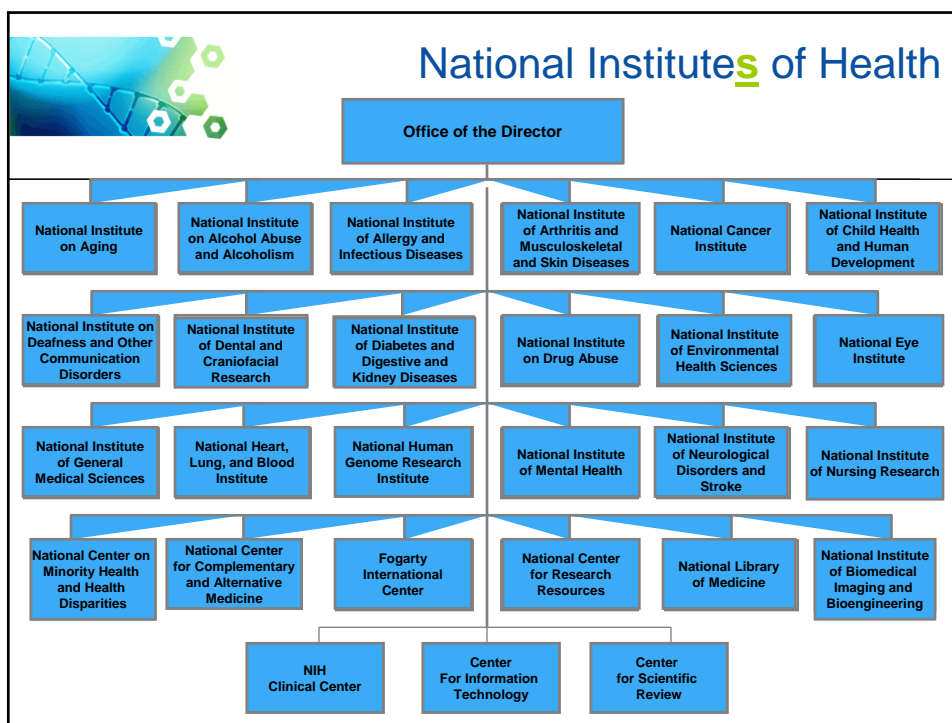 National Institutes of Health
Office of the Director
National Institute
on Aging
National Institute
on Alcohol Abuse
and Alcoholism
National Institute
of Allergy and
Infectious Diseases
National Institute
of Arthritis and
Musculoskeletal
and Skin Diseases
National Cancer
Institute
National Institute
of Child Health
and Human
Development
National Institute on
Deafness and Other
Communication
Disorders
National Institute
of Dental and
Craniofacial
Research
National Institute
of Diabetes and
Digestive and
Kidney Diseases
National Institute
on Drug Abuse
National Institute
of Environmental
Health Sciences
National Eye
Institute
National Institute
of General
Medical Sciences
National Heart,
Lung, and Blood
Institute
National Human
Genome Research
Institute
National Institute
of Mental Health
National Institute
of Neurological
Disorders and
Stroke
National Institute
of Nursing Research
National Center on
Minority Health
and Health
Disparities
National Center
for Complementary
and Alternative
Medicine
Fogarty
International
Center
National Center
for Research
Resources
National Library
of Medicine
National Institute
of Biomedical
Imaging and
Bioengineering
NIH
Clinical Center
Center
For Information
Technology
Center
for Scientific
Review